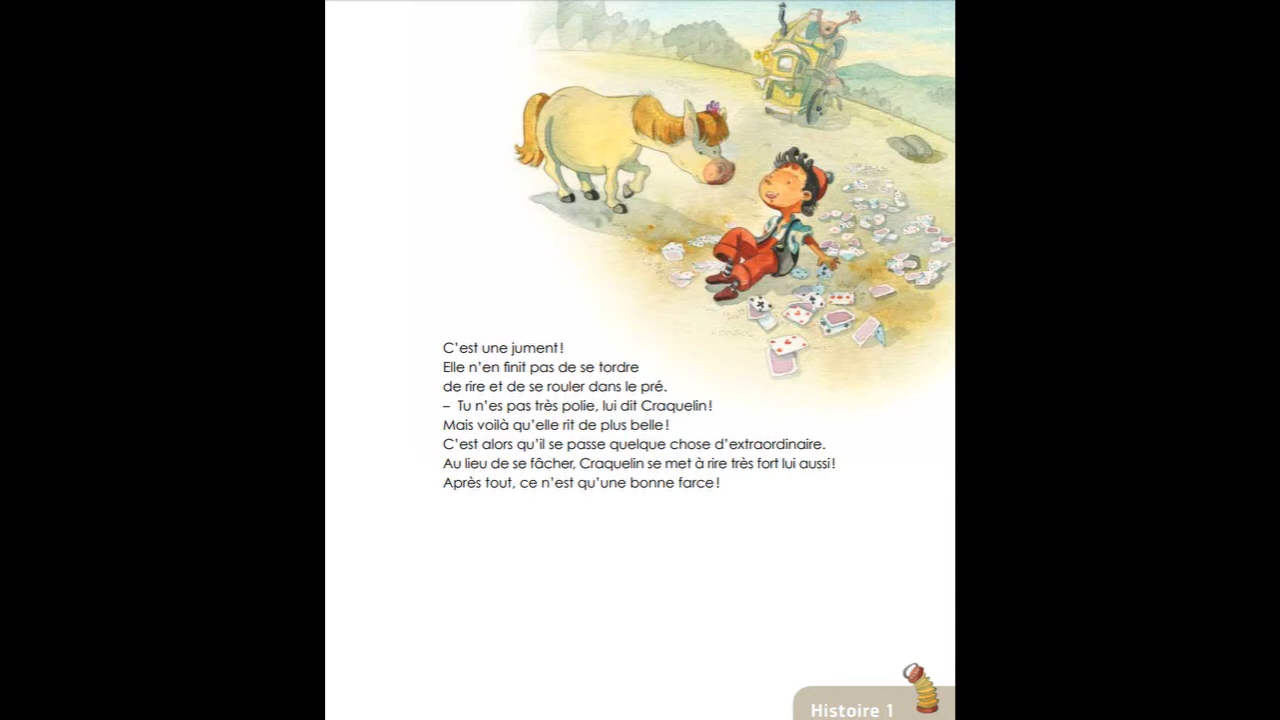 C'est une jument!
Elle n'en finit pas de se tordre
de rire et de se rouler dans le pré.
– Tu n'es pas très polie, lui dit Craquelin!
Mais voilà qu'elle rit de plus belle!
C'est alors qu'il se passe quelque chose d'extraordinaire.
Au lieu de se fâcher, Craquelin se met à rire très fort lui aussi!
Après tout, ce n'est qu'une bonne farce!
Histoire 1